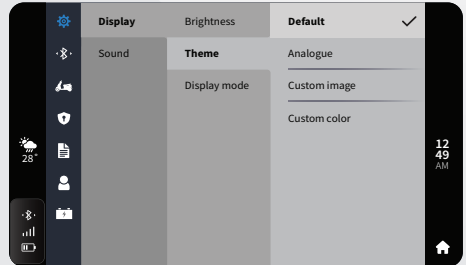 Display
Sound
Brightness
Theme
Display mode
Default
Analogue
Custom image
Custom color
28°
12
49
AM